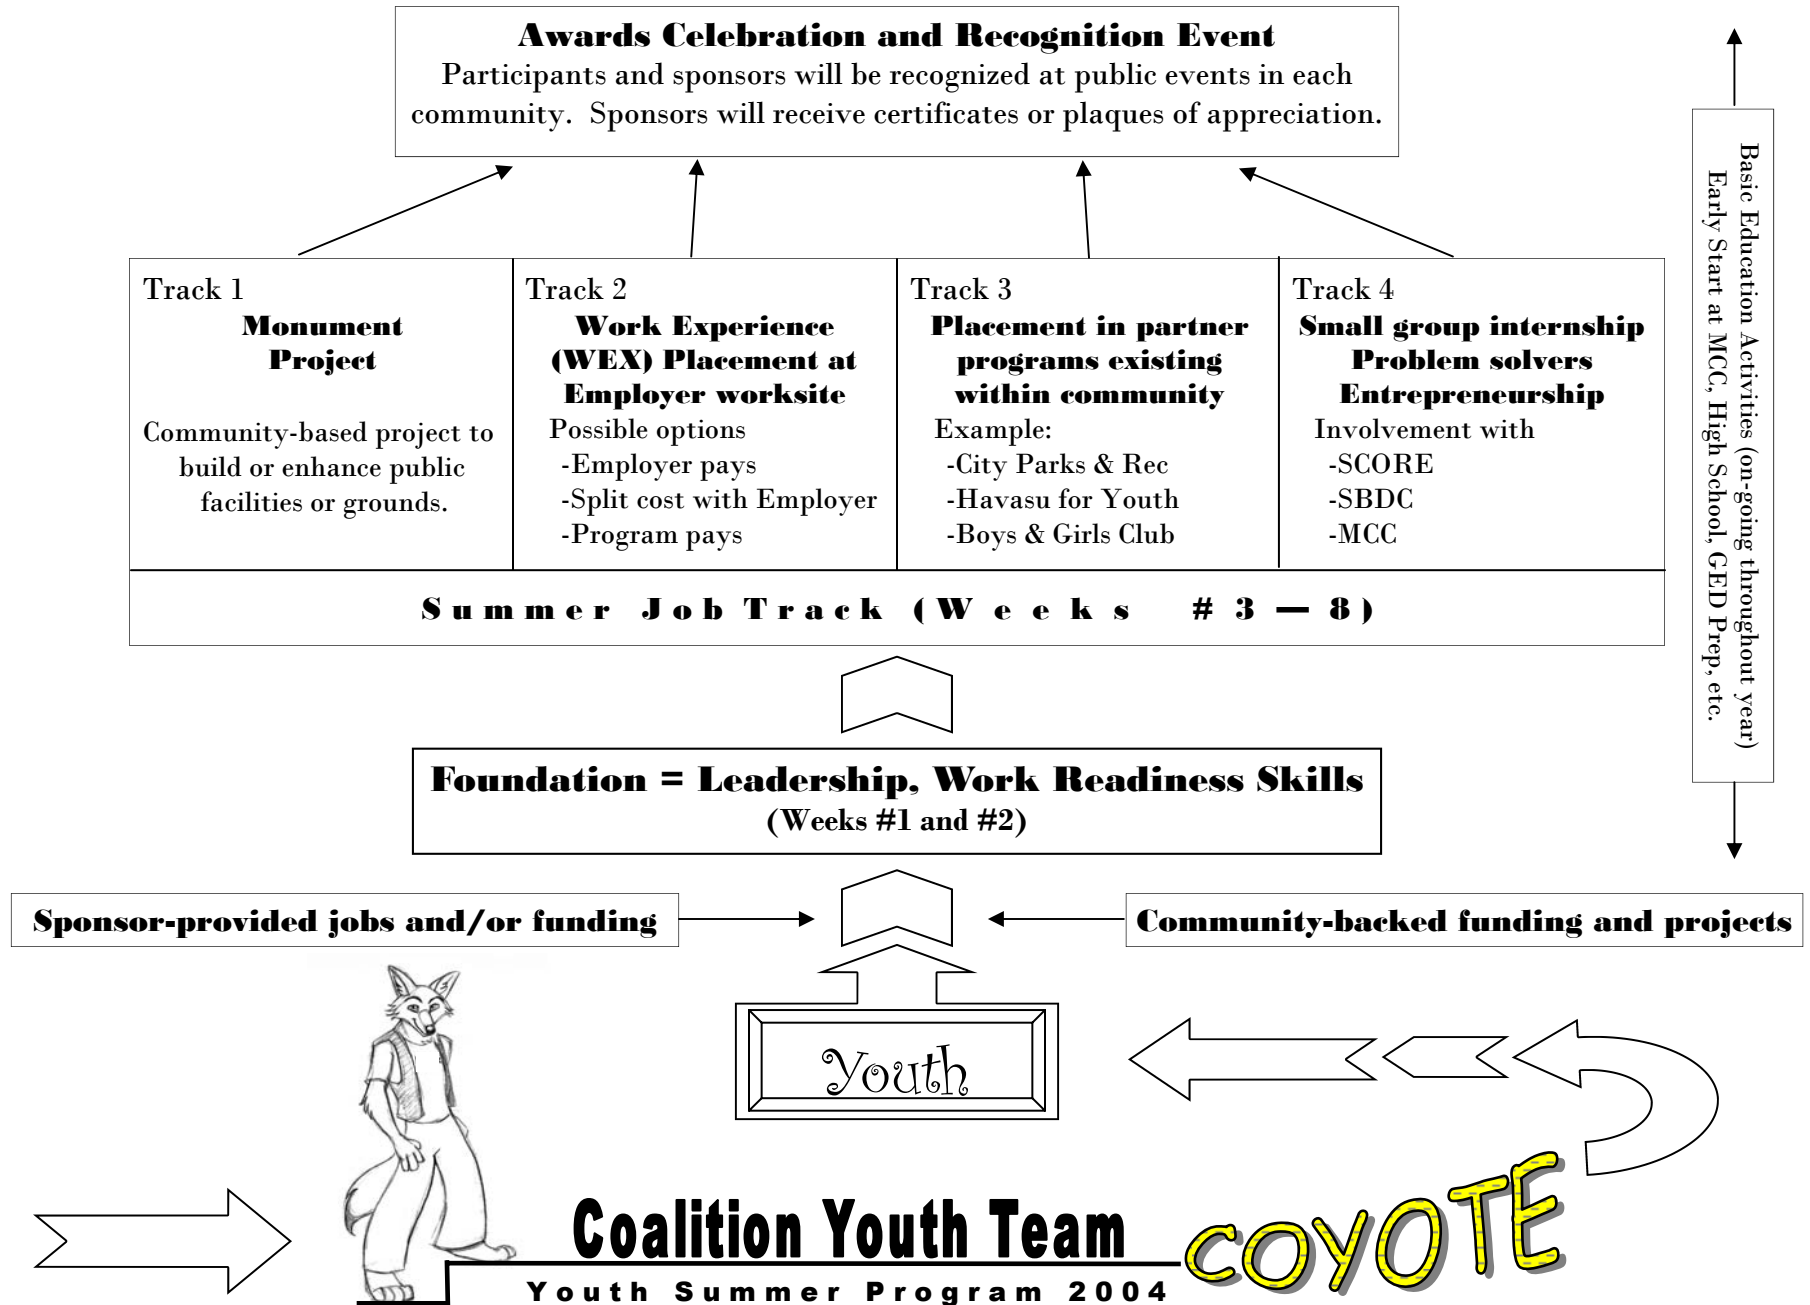 Awards Celebration and Recognition Event
Participants and sponsors will be recognized at public events in each
community.  Sponsors will receive certificates or plaques of appreciation.
Basic Education Activities (on-going throughout year)
Early Start at MCC, High School, GED Prep, etc.
Track 1
Monument
Project
Community-based project to
build or enhance public
facilities or grounds.
Track 2
Work Experience
(WEX) Placement at
Employer worksite
Possible options
-Employer pays
-Split cost with Employer
-Program pays
Track 3
Placement in partner
programs existing
within community
Example:
-City Parks & Rec
-Havasu for Youth
-Boys & Girls Club
Track 4
Small group internship
Problem solvers
Entrepreneurship
Involvement with
-SCORE
-SBDC
-MCC
Summer Job Track (Weeks # 3 — 8)
Foundation = Leadership, Work Readiness Skills
(Weeks #1 and #2)
Sponsor-provided jobs and/or funding
Community-backed funding and projects
Youth
Coalition Youth Team
COYOTE
Youth Summer Program 2004